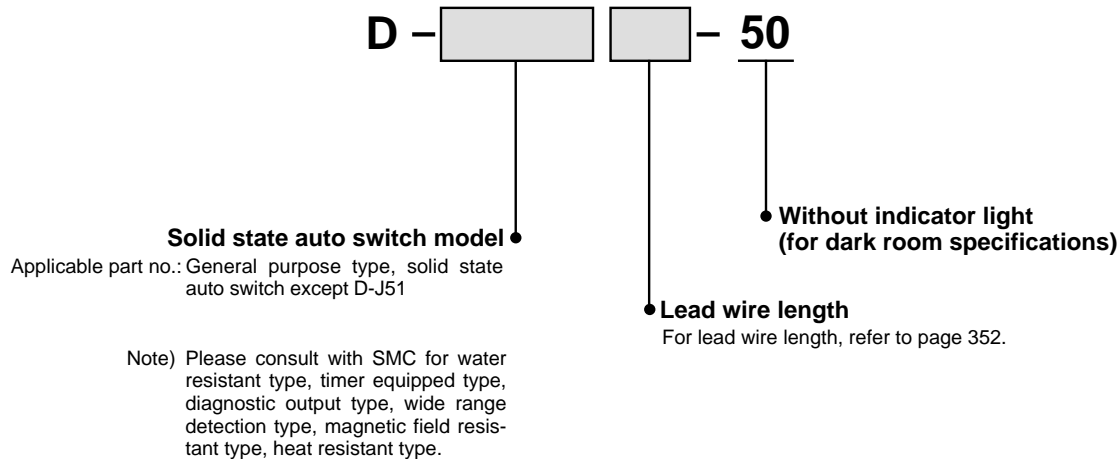 D – – 50
Without indicator light
(for dark room specifications)
Solid state auto switch model
Applicable part no.: General purpose type, solid state
auto switch except D-J51
Lead wire length
For lead wire length, refer to page 352.
Note) Please consult with SMC for water
resistant type, timer equipped type,
diagnostic output type, wide range
detection type, magnetic field resis-
tant type, heat resistant type.